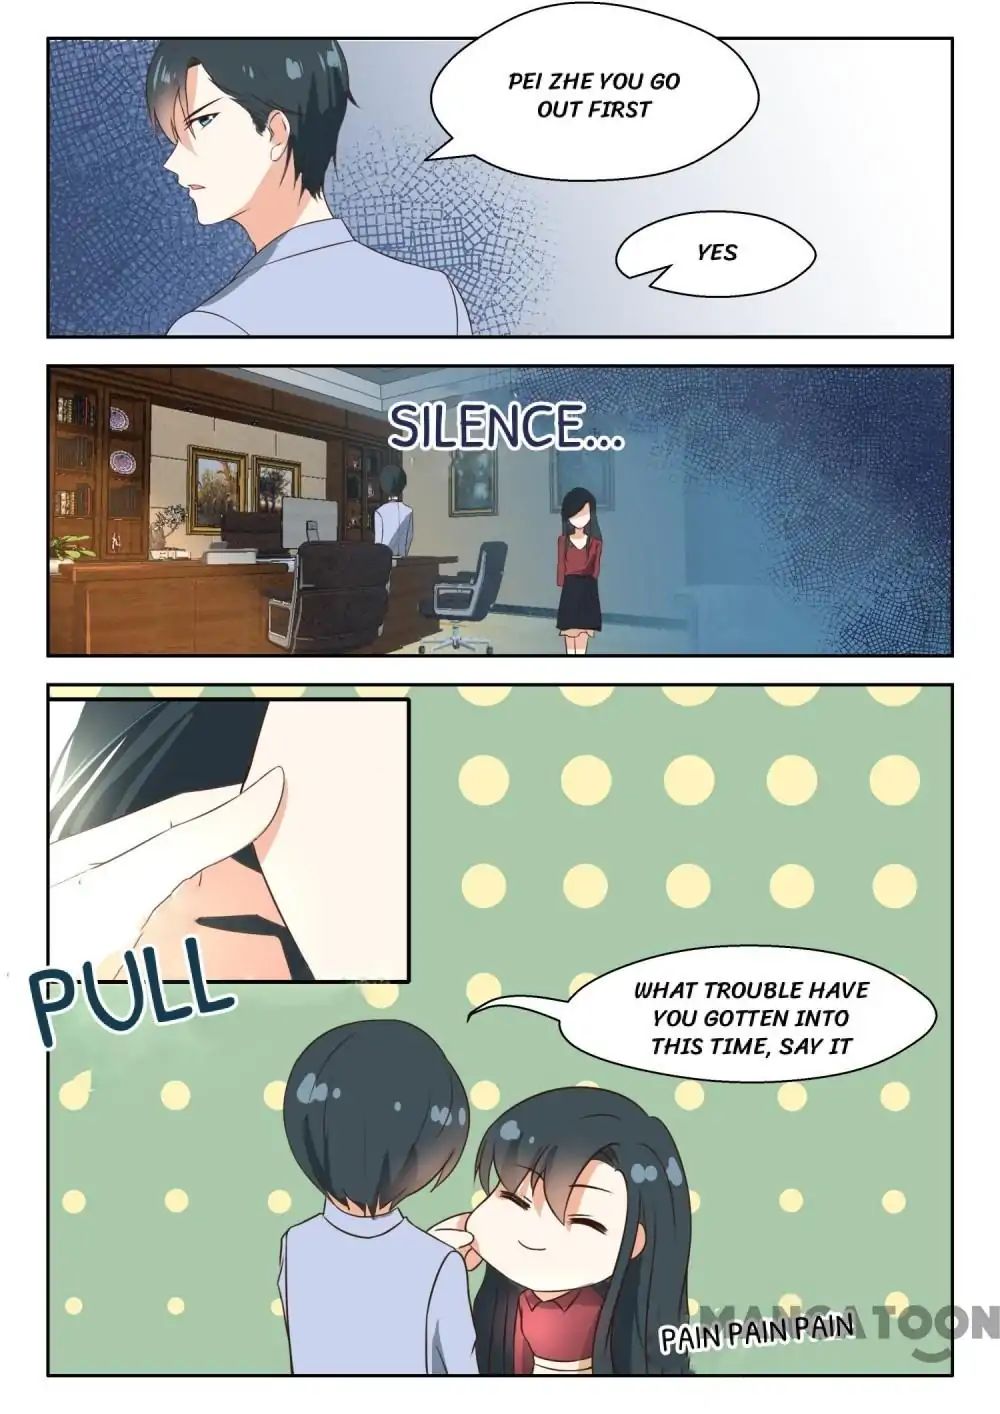 PEI ZHE YOU GO
OUT FIRST
YES
SILENCE...
PULL
WHAT TROUBLE HAVE
YOU GOTTEN INTO
THIS TIME, SAY IT
PAIN PAIN PAIN
MANGATOON